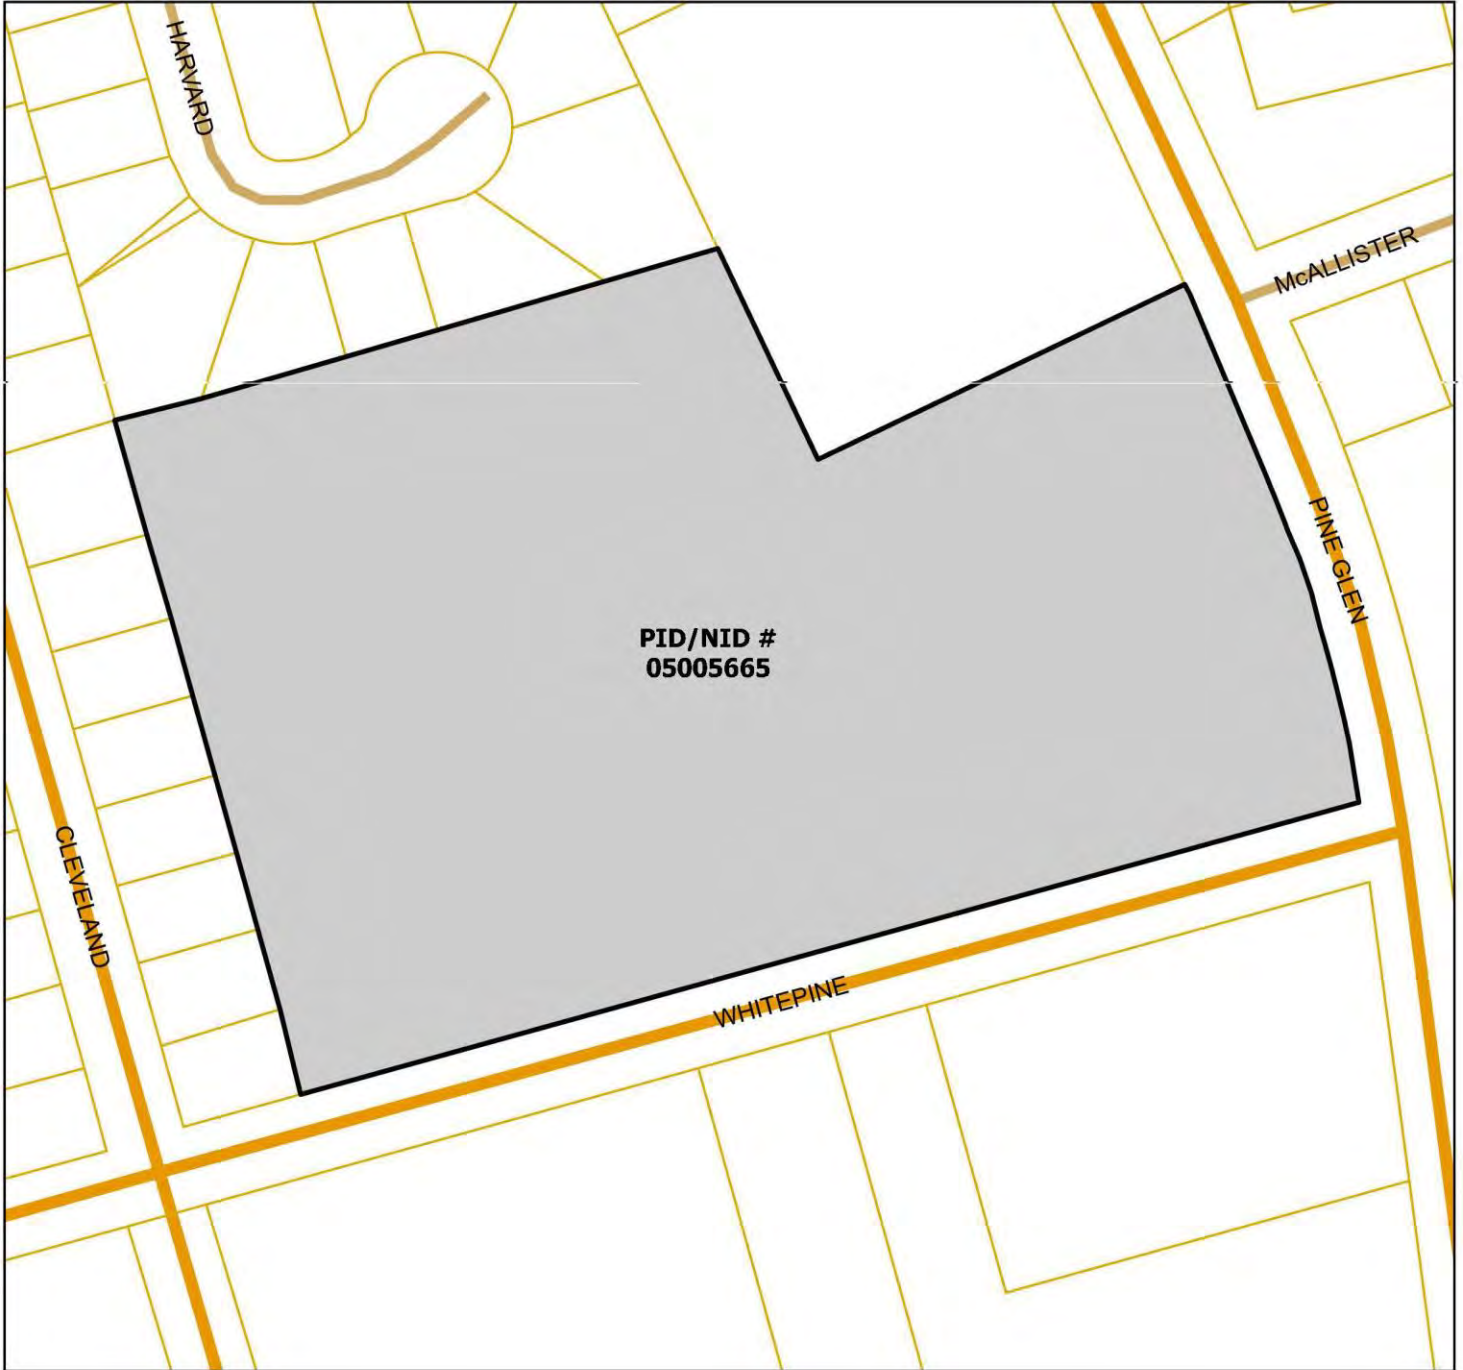 HARVARD
McALLISTER
PINE GLEN
PID/NID #
05005665
CLEVELAND
WHITEPINE